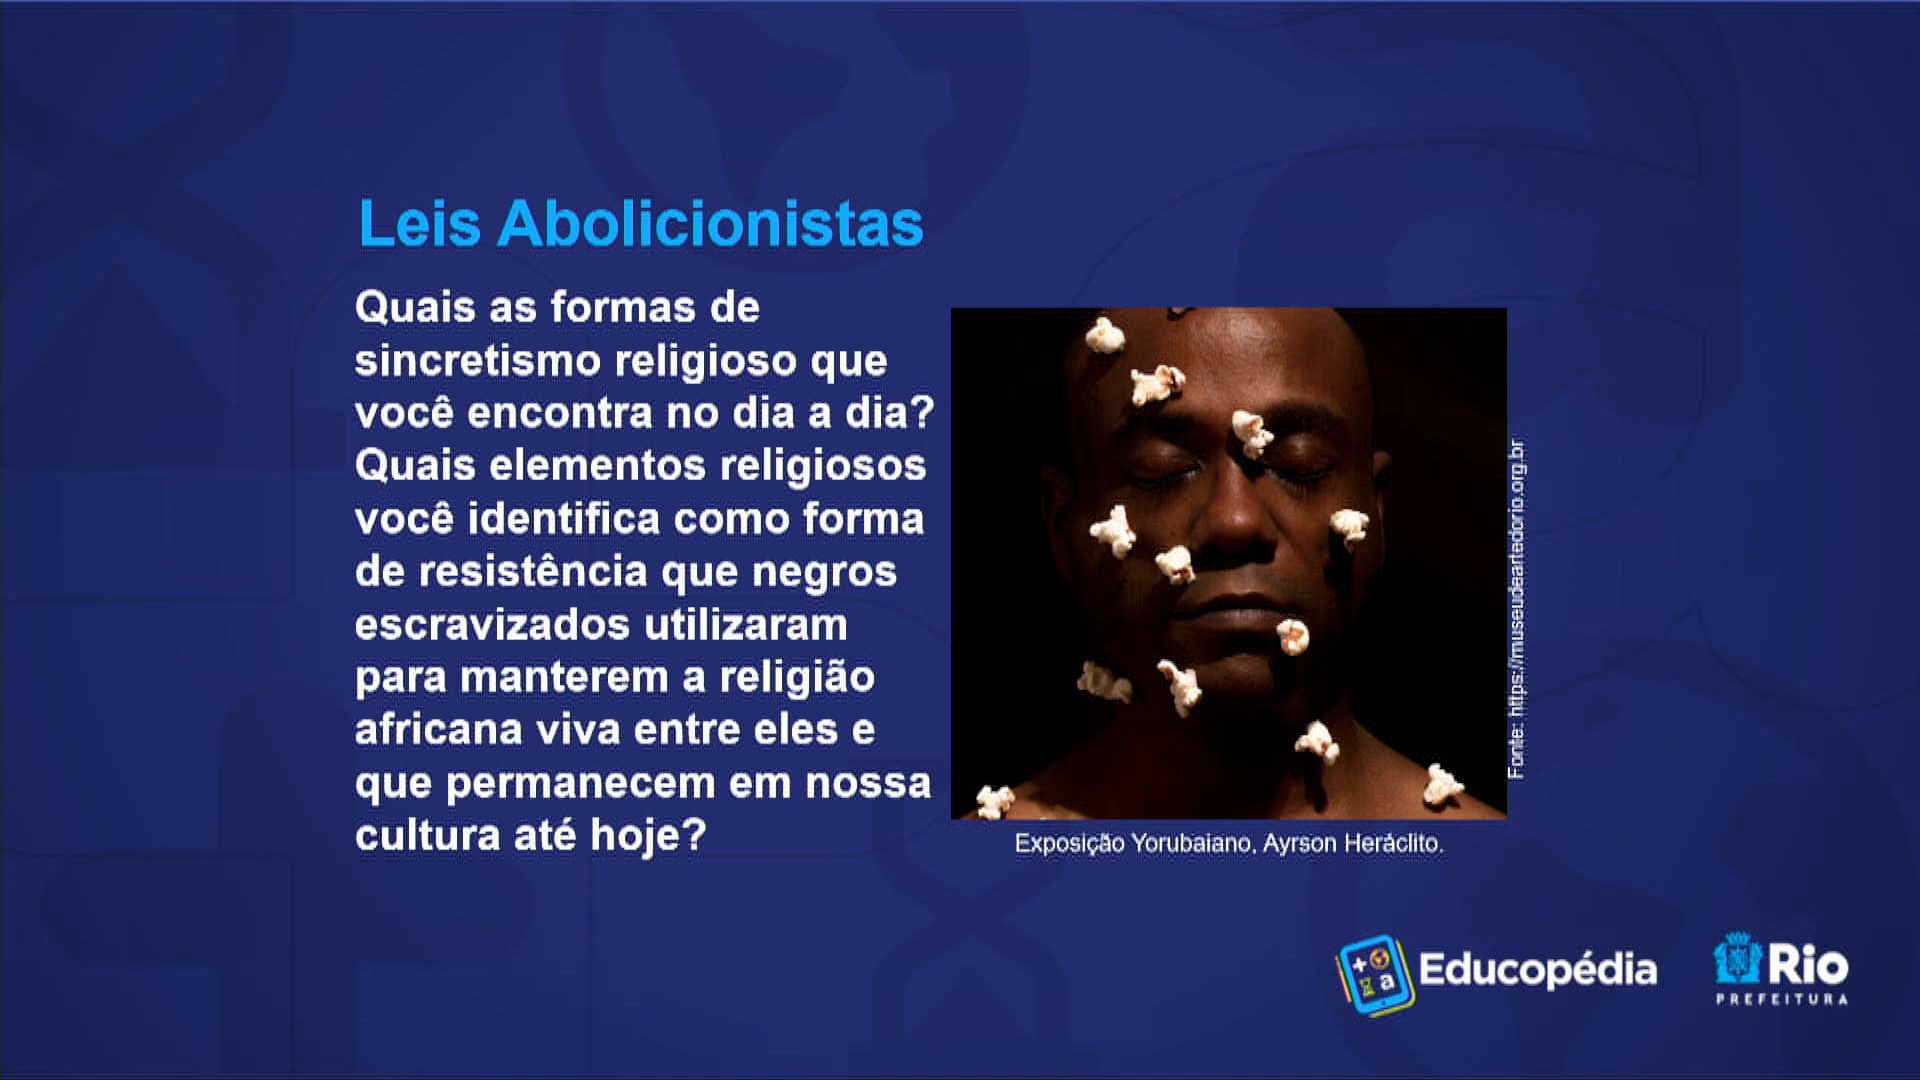 Leis Abolicionistas
Quais as formas de
sincretismo religioso que
você encontra no dia a dia?
Quais elementos religiosos
você identifica como forma
de resistência que negros
escravizados utilizaram
para manterem a religião
africana viva entre eles e
que permanecem em nossa
cultura até hoje?
Fonte: https://museudeartedorio.org.br
Exposição Yorubaiano, Ayrson Heráclito.
+
a
Educopédia
Rio
PREFEITURA